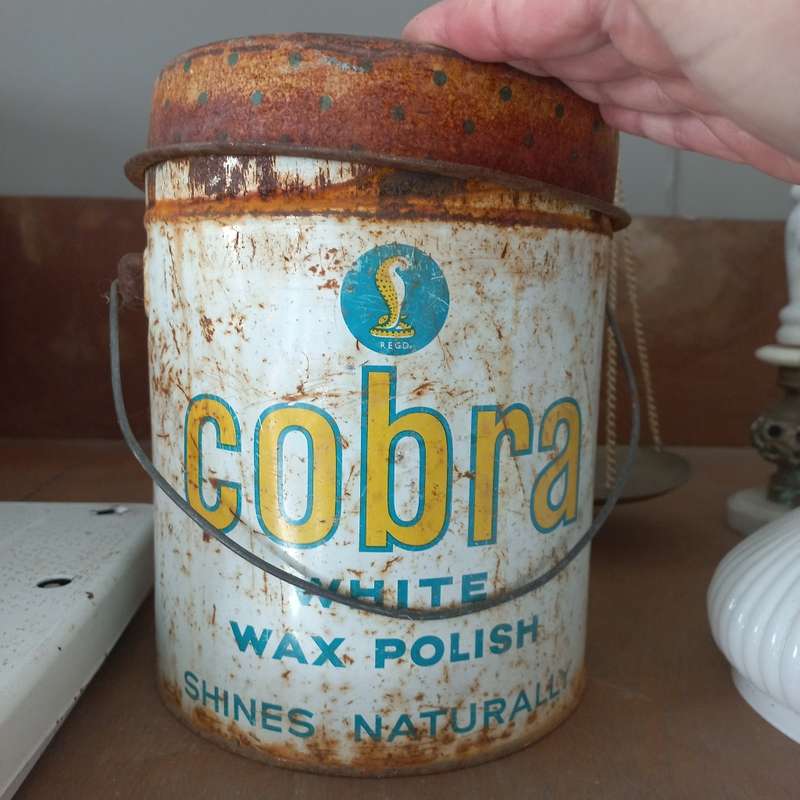 REGD.
cobra
WHITE
WAX POLISH
SHINES NATURALLY